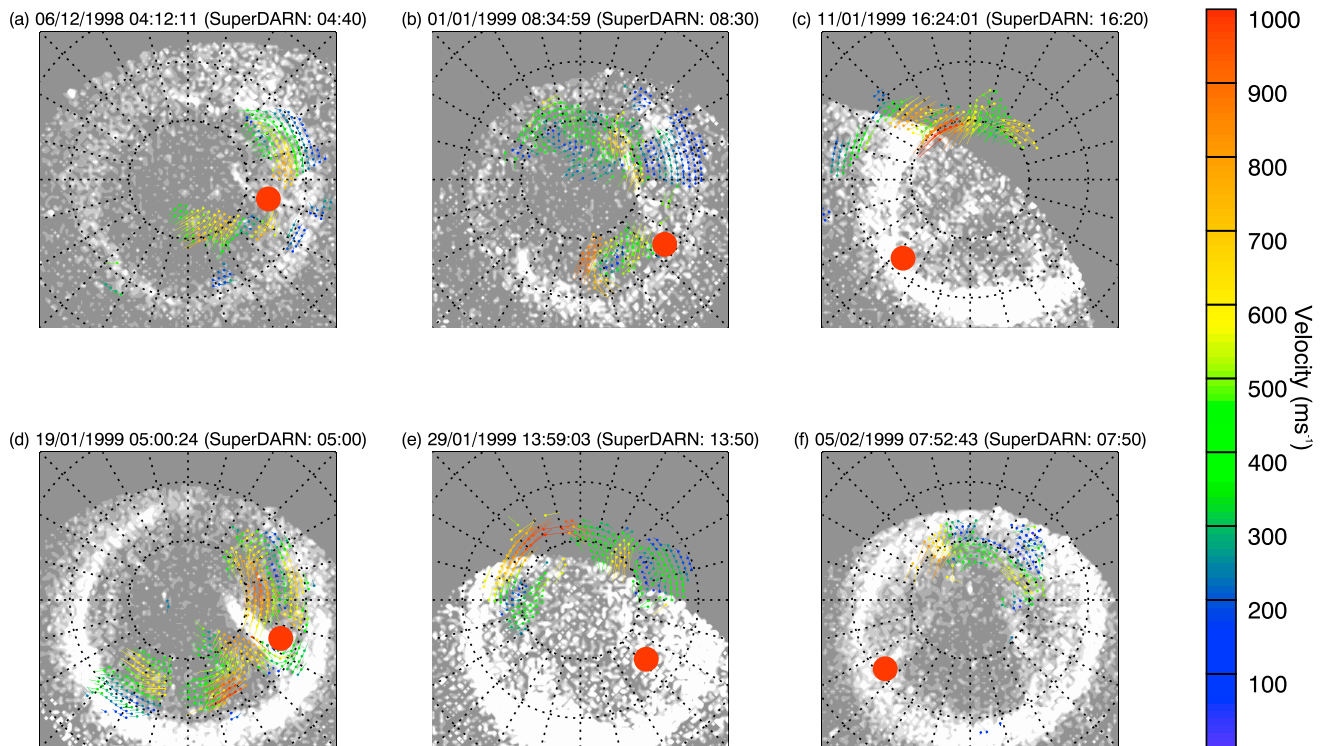 (a) 06/12/1998 04:12:11 (SuperDARN: 04:40)
(b) 01/01/1999 08:34:59 (SuperDARN: 08:30)
(c) 11/01/1999 16:24:01 (SuperDARN: 16:20)
(d) 19/01/1999 05:00:24 (SuperDARN: 05:00)
(e) 29/01/1999 13:59:03 (SuperDARN: 13:50)
(f) 05/02/1999 07:52:43 (SuperDARN: 07:50)
1000
900
800
700
600
500
400
300
200
100
Velocity (ms⁻¹)